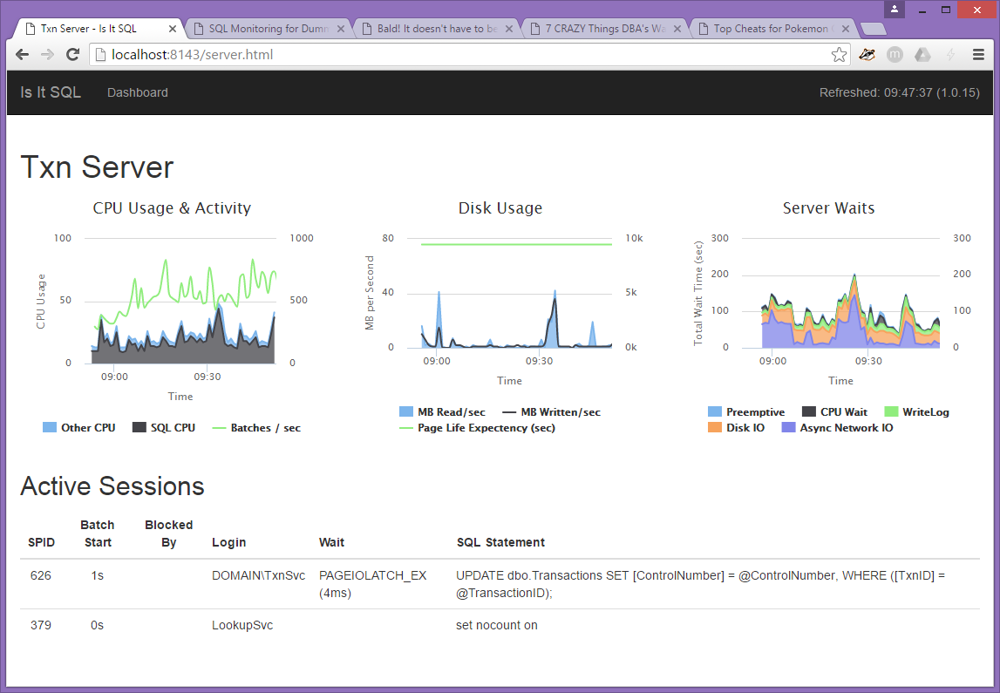 Txn Server - Is It SQL
SQL Monitoring for Dumm
Bald! It doesn't have to be
7 CRAZY Things DBA's Wa
Top Cheats for Pokemon
localhost:8143/server.html
Is It SQL Dashboard Refreshed: 09:47:37 (1.0.15)
Txn Server
CPU Usage & Activity
100 1000
50 500
0 0
CPU Usage
09:00 09:30
Time
Other CPU SQL CPU Batches / sec
Disk Usage
80 10k
40 5k
0 0k
MB per Second
09:00 09:30
Time
MB Read/sec MB Written/sec
Page Life Expectency (sec)
Server Waits
300 300
200 200
100 100
0 0
Total Wait Time (sec)
09:00 09:30
Time
Preemptive CPU Wait WriteLog
Disk IO Async Network IO
Active Sessions
SPID Batch Start Blocked By Login Wait SQL Statement
626 1s DOMAIN\TxnSvc PAGEIOLATCH_EX UPDATE dbo.Transactions SET [ControlNumber] = @ControlNumber, WHERE ([TxnID] =
(4ms) @TransactionID);
379 0s LookupSvc set nocount on